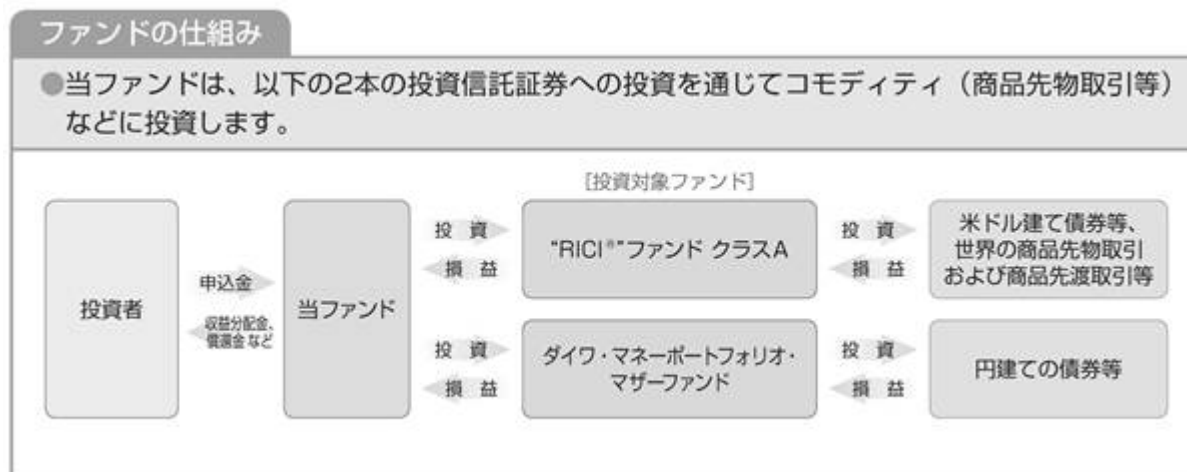 ファンドの仕組み
●当ファンドは、以下の2本の投資信託証券への投資を通じてコモディティ（商品先物取引等）
などに投資します。
[投資対象ファンド]
投資者
申込金
収益分配金、
償還金 など
当ファンド
投 資
損 益
"RICI®"ファンド クラスA
投 資
損 益
米ドル建て債券等、
世界の商品先物取引
および商品先渡取引等
投 資
損 益
ダイワ・マネーポートフォリオ・
マザーファンド
投 資
損 益
円建ての債券等